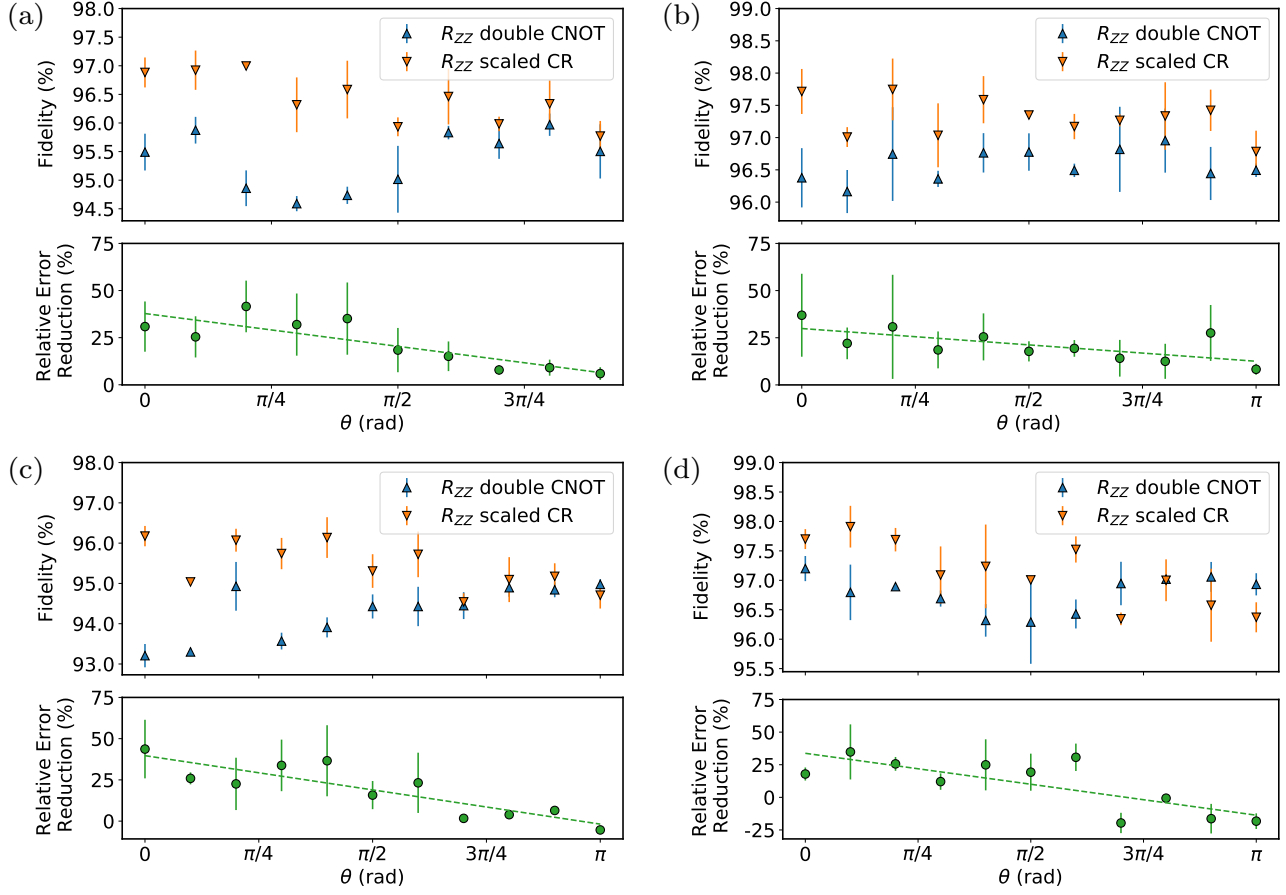 (a)
98.0
97.5
97.0
96.5
96.0
95.5
95.0
94.5
Fidelity (%)
R_ZZ double CNOT
R_ZZ scaled CR
75
50
25
0
Relative Error
Reduction (%)
0
π/4
π/2
3π/4
θ (rad)
(b)
99.0
98.5
98.0
97.5
97.0
96.5
96.0
Fidelity (%)
R_ZZ double CNOT
R_ZZ scaled CR
75
50
25
0
Relative Error
Reduction (%)
0
π/4
π/2
3π/4
π
θ (rad)
(c)
98.0
97.0
96.0
95.0
94.0
93.0
Fidelity (%)
R_ZZ double CNOT
R_ZZ scaled CR
75
50
25
0
Relative Error
Reduction (%)
0
π/4
π/2
3π/4
π
θ (rad)
(d)
99.0
98.5
98.0
97.5
97.0
96.5
96.0
95.5
Fidelity (%)
R_ZZ double CNOT
R_ZZ scaled CR
75
50
25
0
-25
Relative Error
Reduction (%)
0
π/4
π/2
3π/4
π
θ (rad)